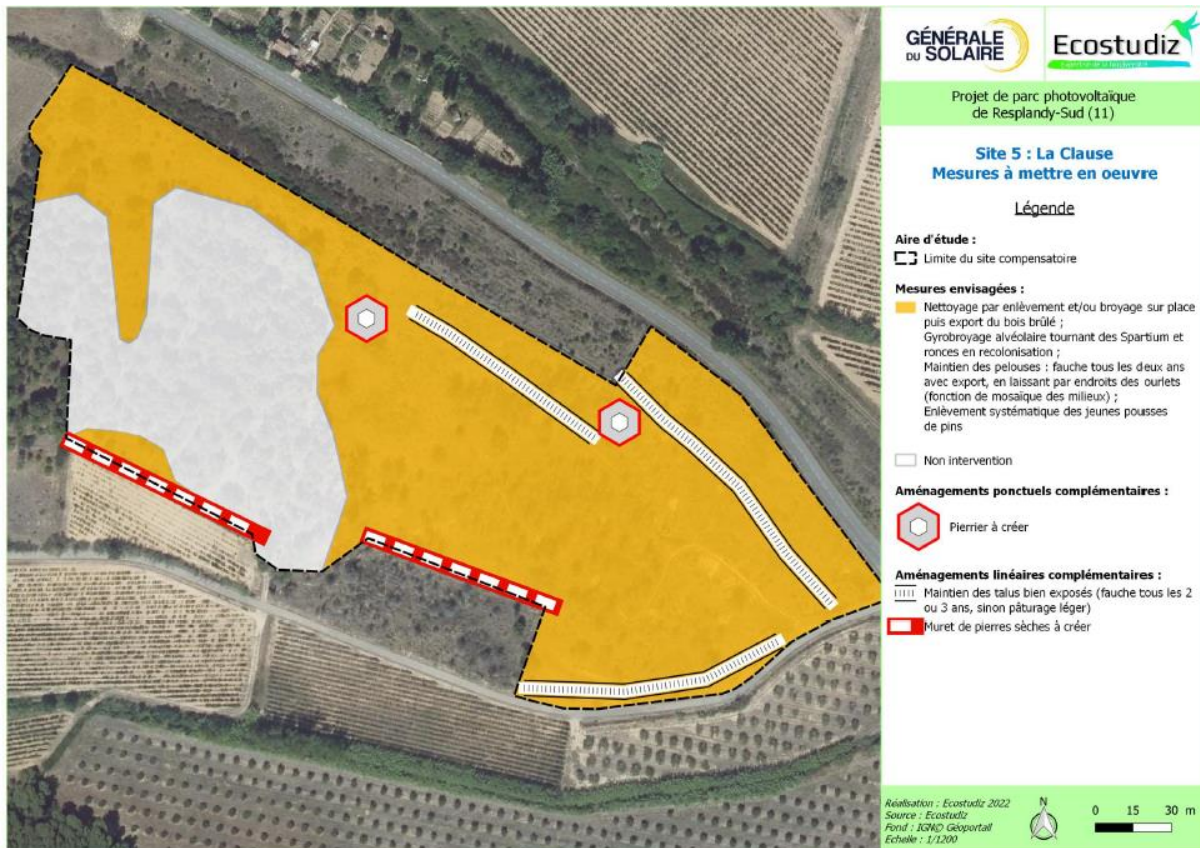 GÉNÉRALE
DU SOLAIRE
Ecostudiz
Projet de parc photovoltaïque
de Resplandy-Sud (11)
Site 5 : La Clause
Mesures à mettre en oeuvre
Légende
Aire d'étude :
Limite du site compensatoire
Mesures envisagées :
Nettoyage par enlèvement et/ou broyage sur place
puis export du bois brûlé ;
Gyrobroyage alvéolaire tournant des Spartium et
ronces en recolonisation ;
Maintien des pelouses : fauche tous les deux ans
avec export, en laissant par endroits des ourlets
(fonction de mosaïque des milieux) ;
Enlèvement systématique des jeunes pousses
de pins
Non intervention
Aménagements ponctuels complémentaires :
Pierrier à créer
Aménagements linéaires complémentaires :
Maintien des talus bien exposés (fauche tous les 2
ou 3 ans, sinon pâturage léger)
Muret de pierres sèches à créer
Réalisation : Ecostudiz 2022
Source : Ecostudiz
Fond : IGN© Géoportail
Echelle : 1/1200
N
0 15 30 m